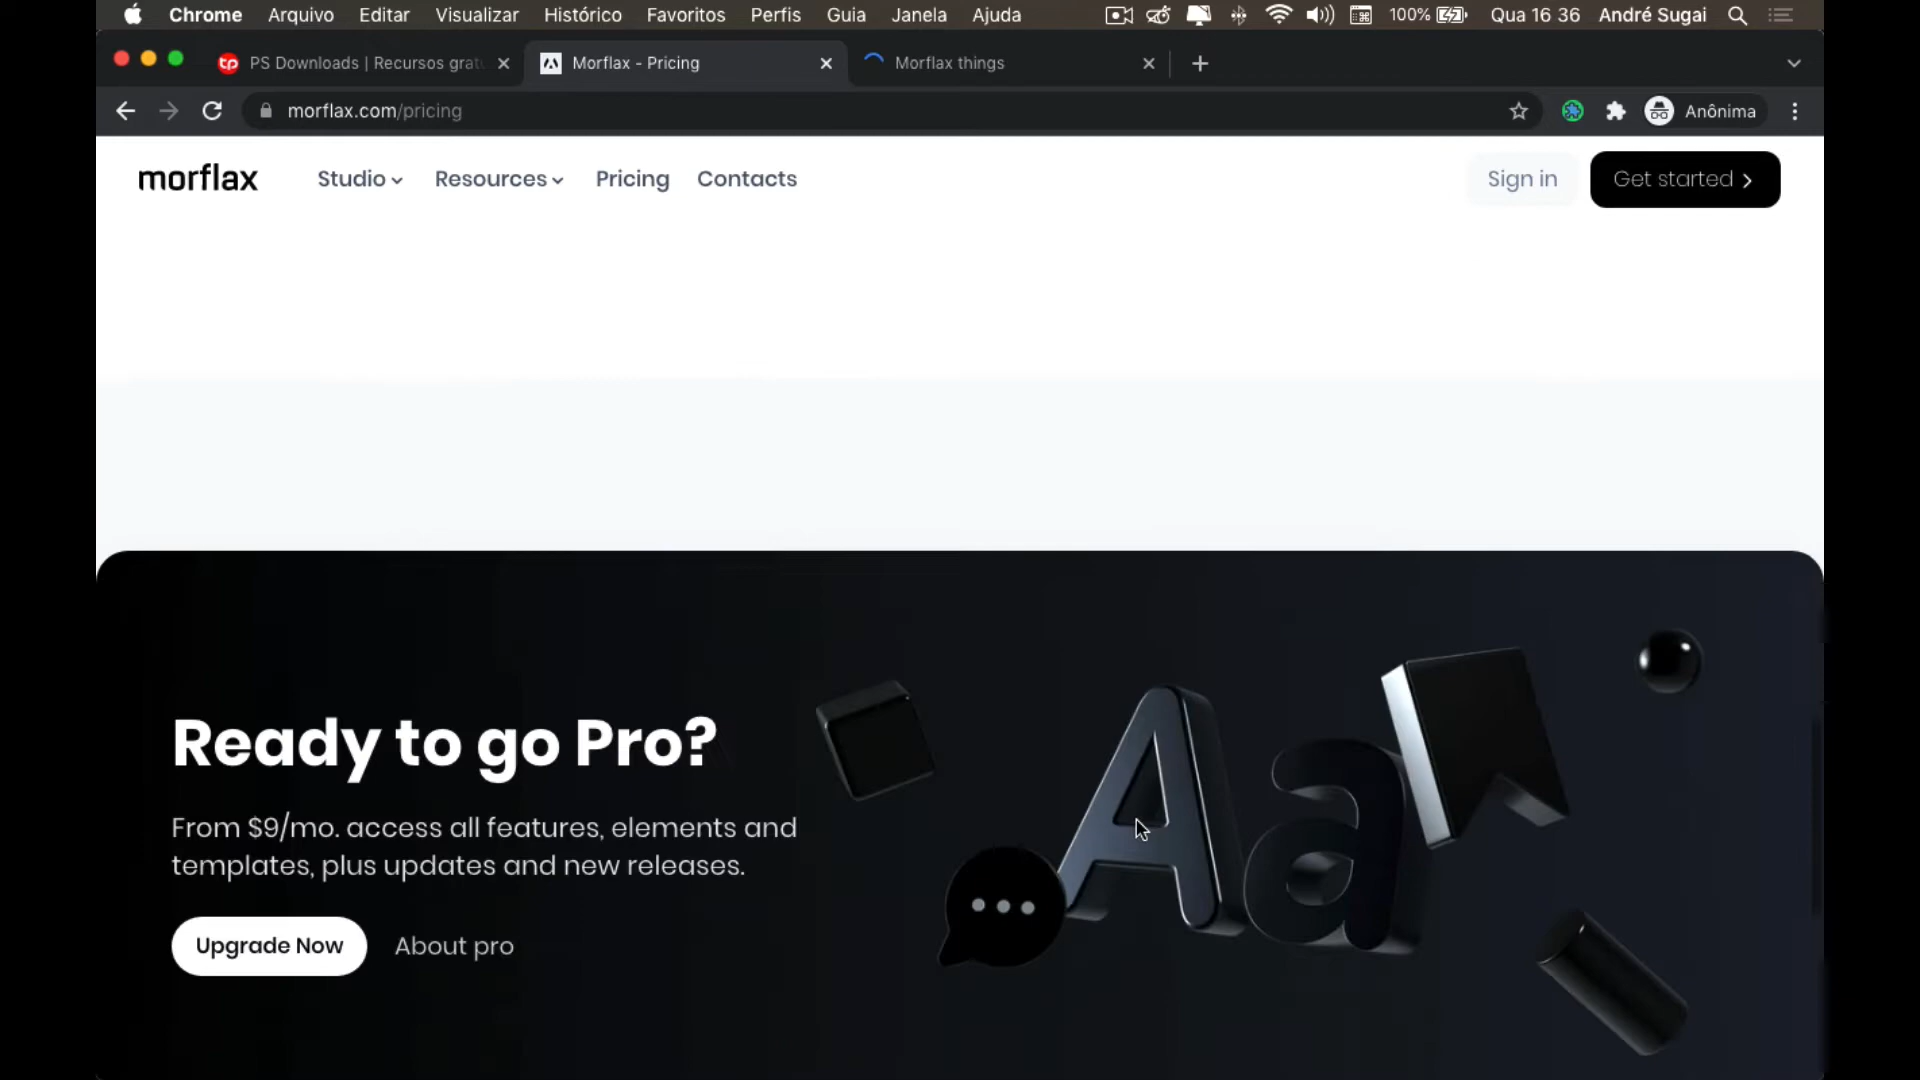 Chrome Arquivo Editar Visualizar Histórico Favoritos Perfis Guia Janela Ajuda 100% Qua 16 36 André Sugai
tp PS Downloads | Recursos grat Morflax - Pricing Morflax things
morflax.com/pricing Anônima
morflax Studio Resources Pricing Contacts Sign in Get started
Ready to go Pro?
From $9/mo. access all features, elements and
templates, plus updates and new releases.
Upgrade Now About pro
Aa